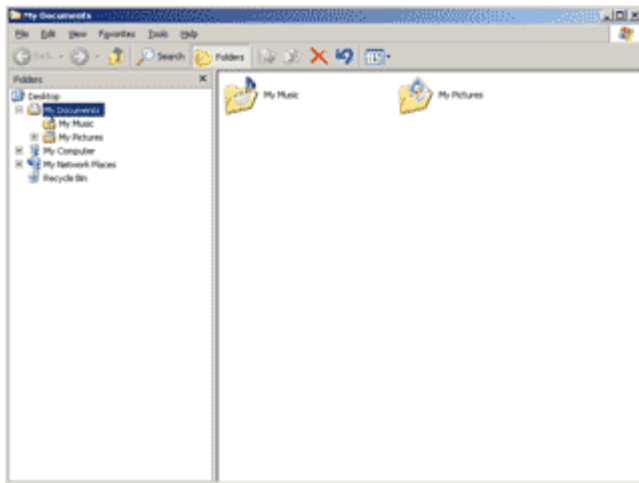 My Documents
File Edit View Favorites Tools Help
Back Search Folders
Folders
Desktop
My Documents
My Music
My Pictures
My Computer
My Network Places
Recycle Bin
My Music My Pictures